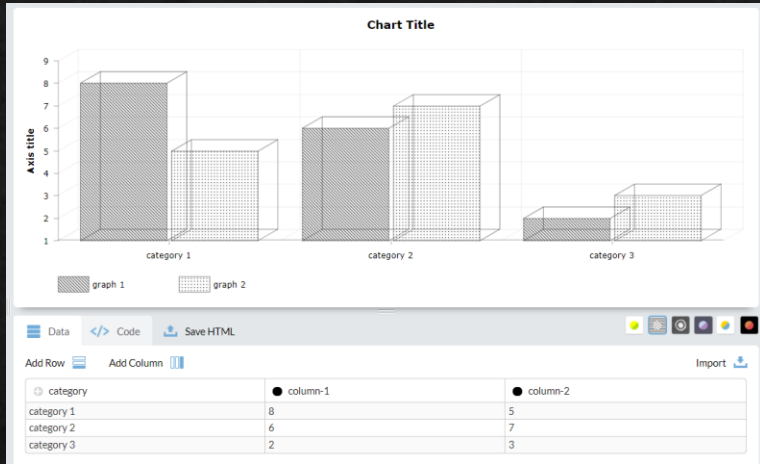 Chart Title
9
8
7
6
5
4
3
2
1
Axis title
category 1 category 2 category 3
graph 1 graph 2
Data </> Code Save HTML
Add Row Add Column Import
category column-1 column-2
category 1 8 5
category 2 6 7
category 3 2 3